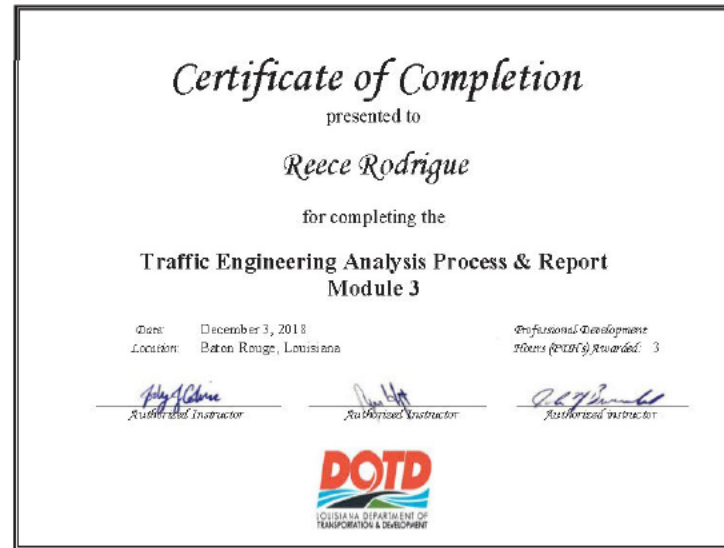 Certificate of Completion
presented to
Reece Rodrigue
for completing the
Traffic Engineering Analysis Process & Report
Module 3
Date: December 3, 2018
Location: Baton Rouge, Louisiana
Professional Development
Hours (PDH's) Awarded: 3
Authorized Instructor
Authorized Instructor
Authorized instructor
DOTD
LOUISIANA DEPARTMENT OF
TRANSPORTATION & DEVELOPMENT